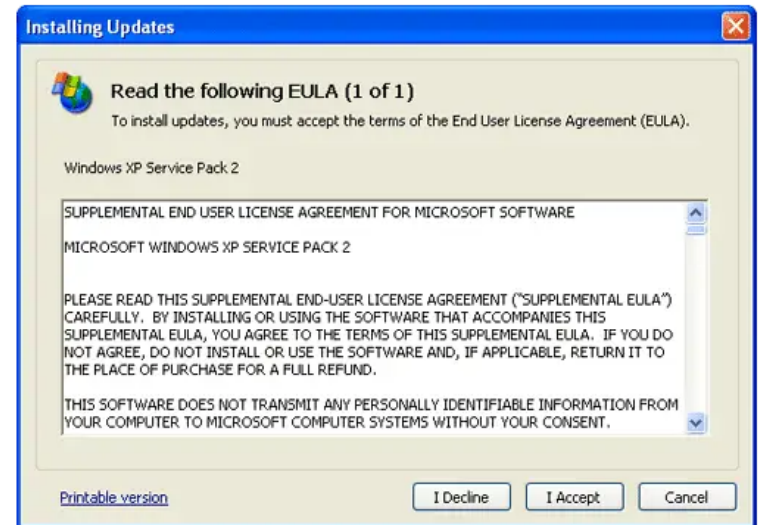 Installing Updates
Read the following EULA (1 of 1)
To install updates, you must accept the terms of the End User License Agreement (EULA).
Windows XP Service Pack 2
SUPPLEMENTAL END USER LICENSE AGREEMENT FOR MICROSOFT SOFTWARE
MICROSOFT WINDOWS XP SERVICE PACK 2
PLEASE READ THIS SUPPLEMENTAL END-USER LICENSE AGREEMENT ("SUPPLEMENTAL EULA")
CAREFULLY.  BY INSTALLING OR USING THE SOFTWARE THAT ACCOMPANIES THIS
SUPPLEMENTAL EULA, YOU AGREE TO THE TERMS OF THIS SUPPLEMENTAL EULA.  IF YOU DO
NOT AGREE, DO NOT INSTALL OR USE THE SOFTWARE AND, IF APPLICABLE, RETURN IT TO
THE PLACE OF PURCHASE FOR A FULL REFUND.
THIS SOFTWARE DOES NOT TRANSMIT ANY PERSONALLY IDENTIFIABLE INFORMATION FROM
YOUR COMPUTER TO MICROSOFT COMPUTER SYSTEMS WITHOUT YOUR CONSENT.
Printable version
I Decline
I Accept
Cancel